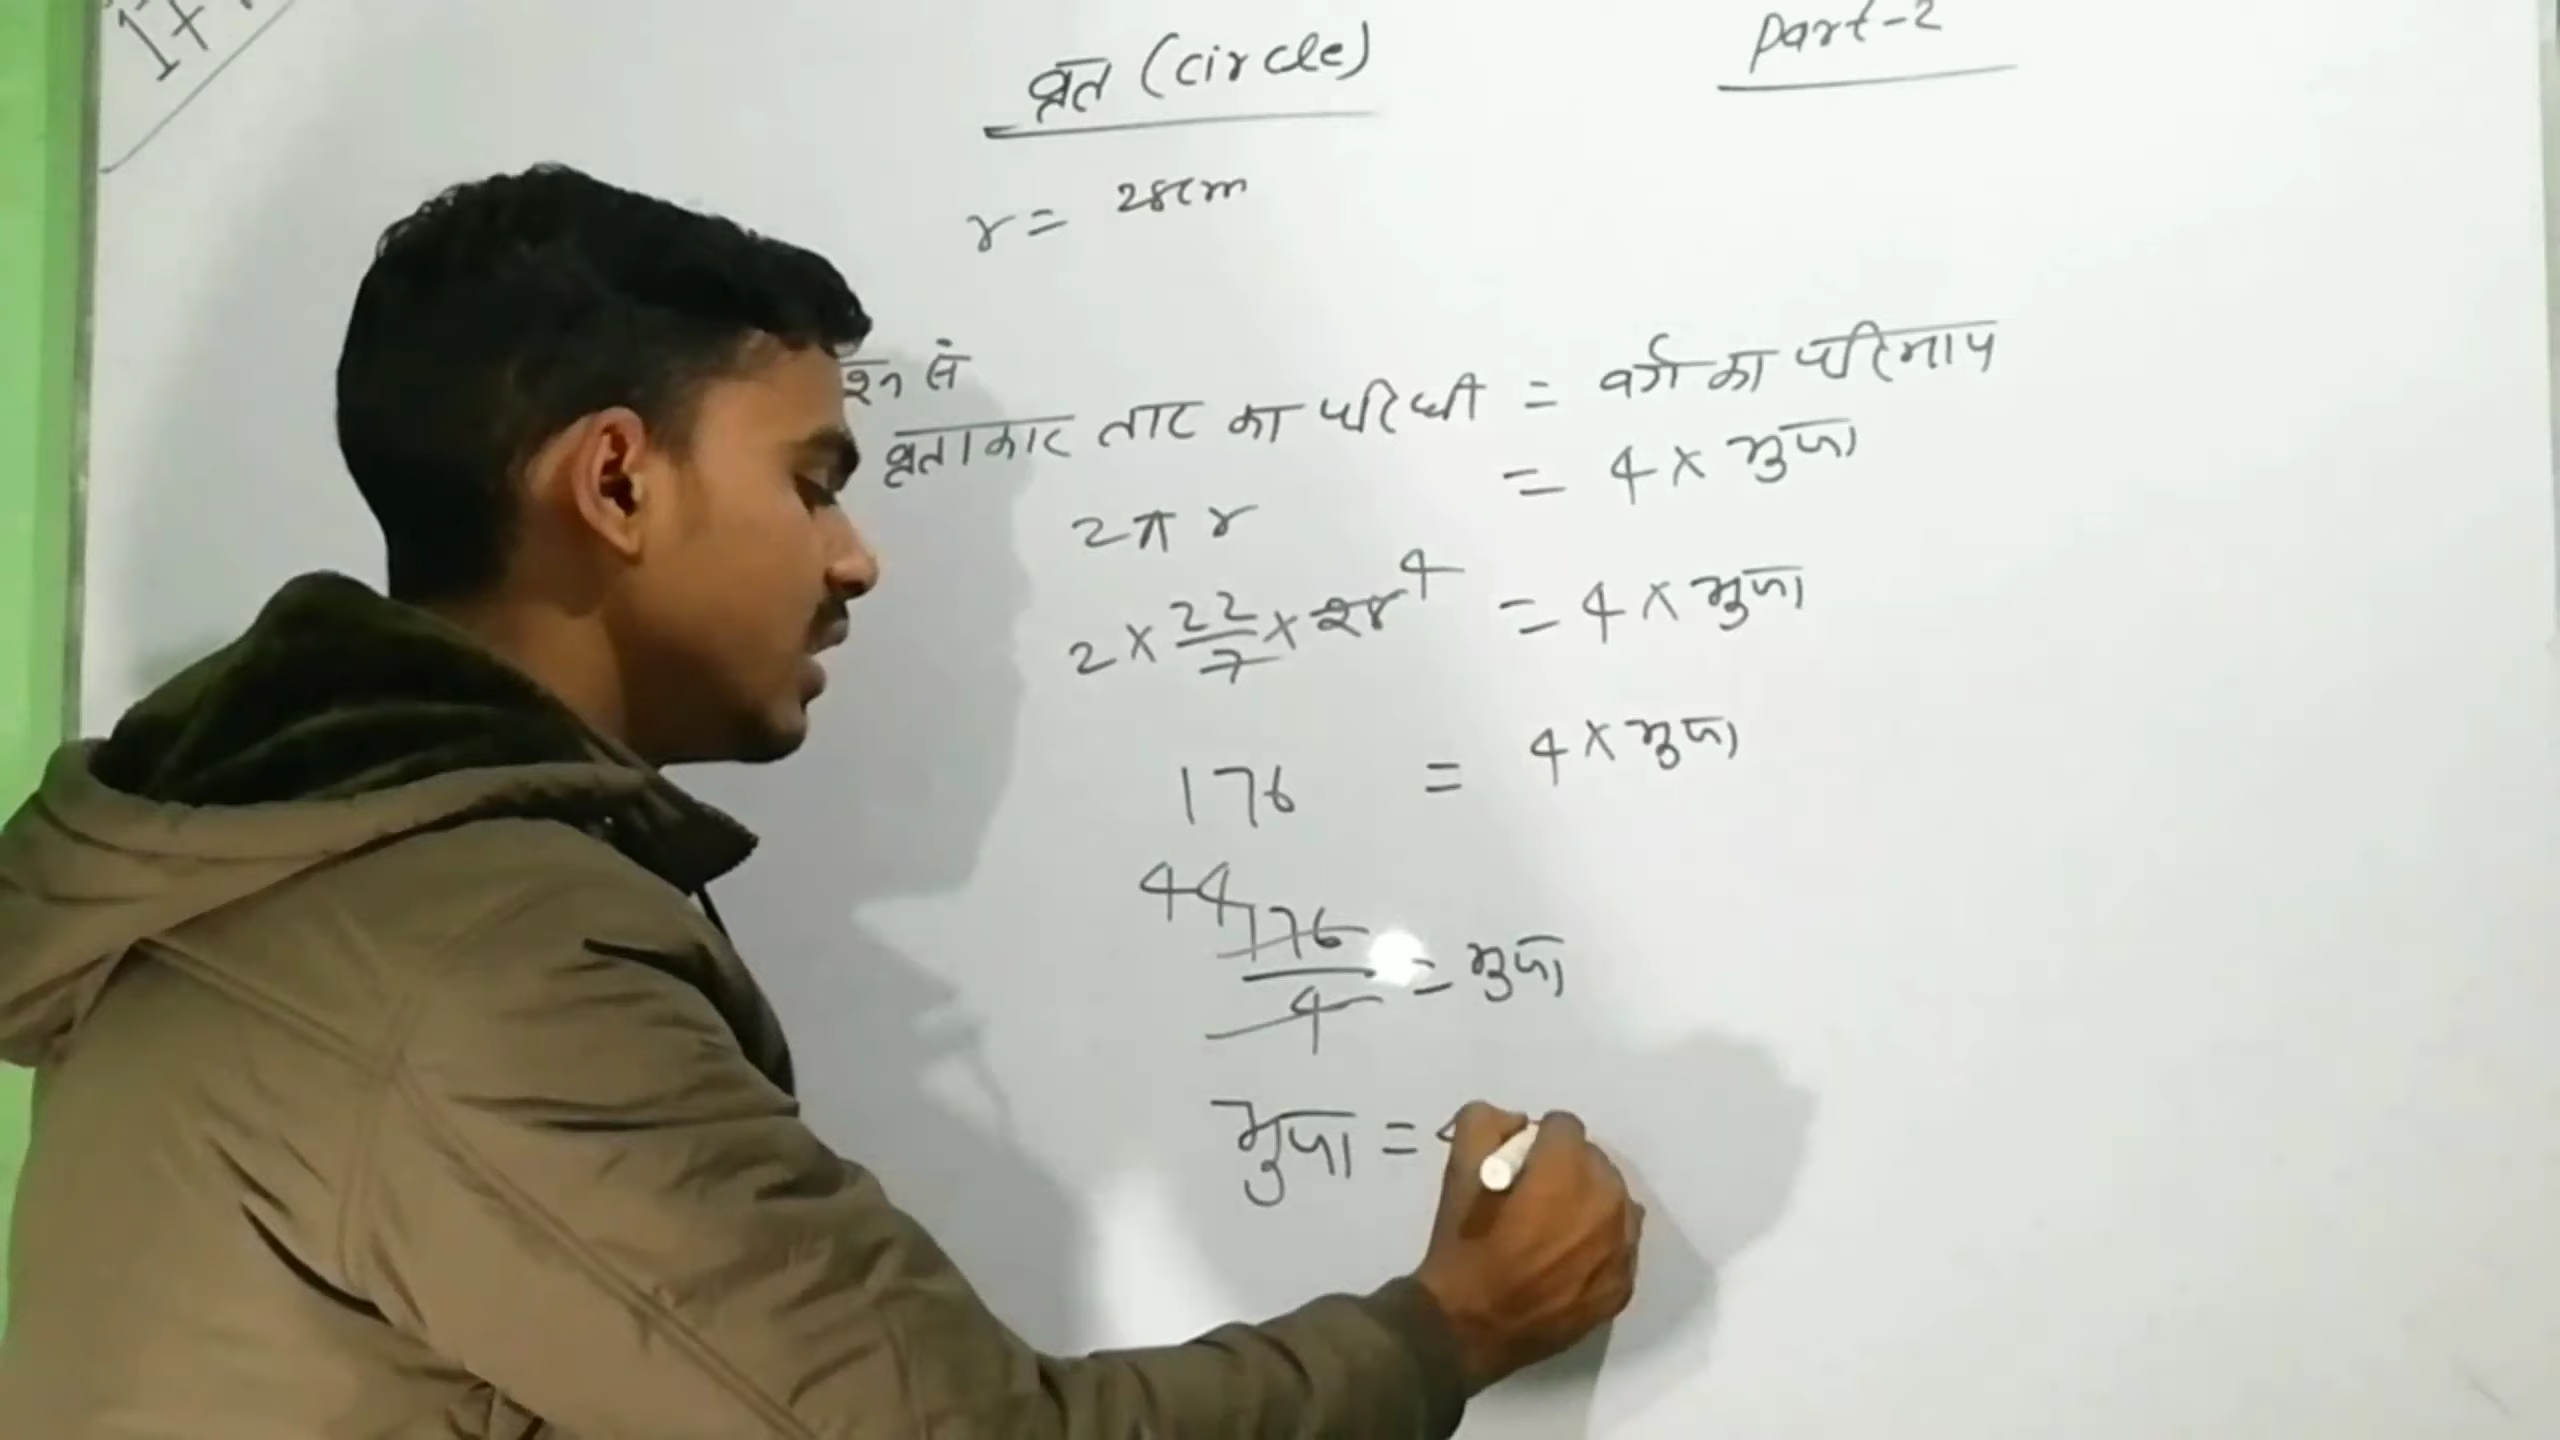 17
वृत (circle)
Part-2
r = 28cm
श्न से
वृताकार तार का परिधी = वर्ग का परिमाप
2π r = 4 x भुजा
2 x 22/7 x 28 4 = 4 x भुजा
176 = 4 x भुजा
44 176/4 = भुजा
भुजा =